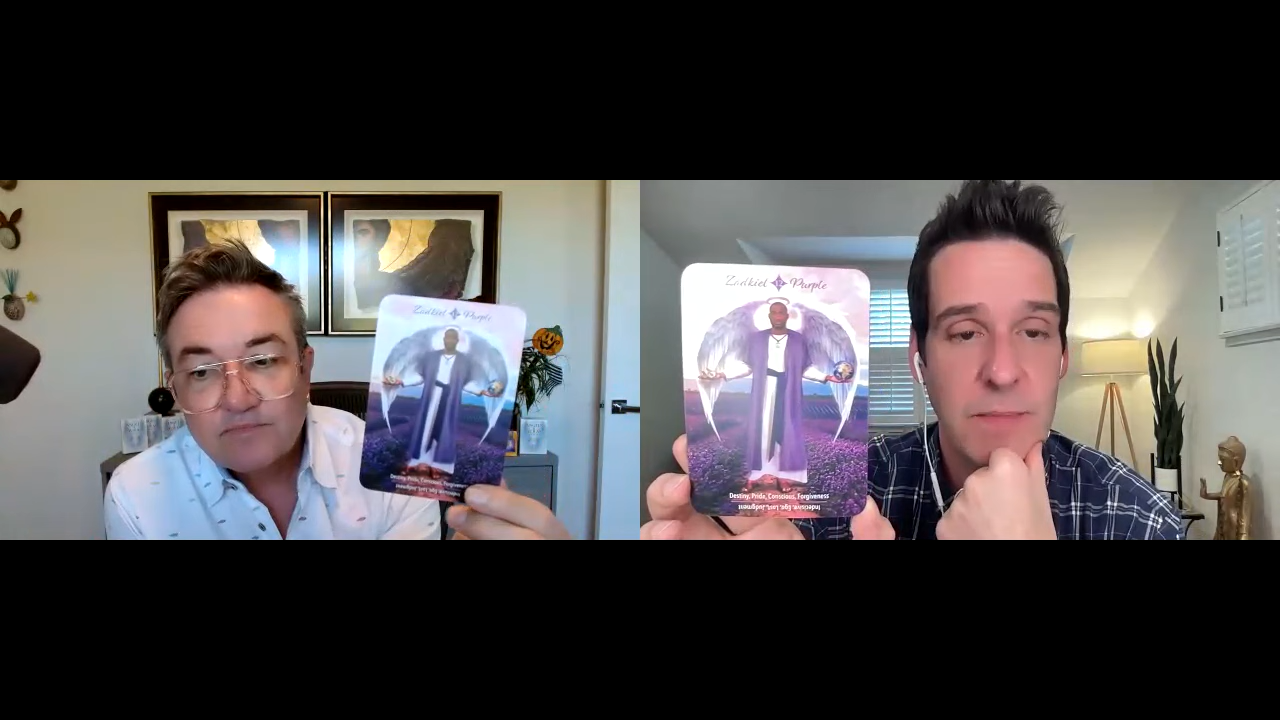 Zadkiel Purple
Destiny, Pride, Conscious, Forgiveness
Zadkiel 12 Purple
Destiny, Pride, Conscious, Forgiveness
Indecisive, Ego, Lost, Judgment